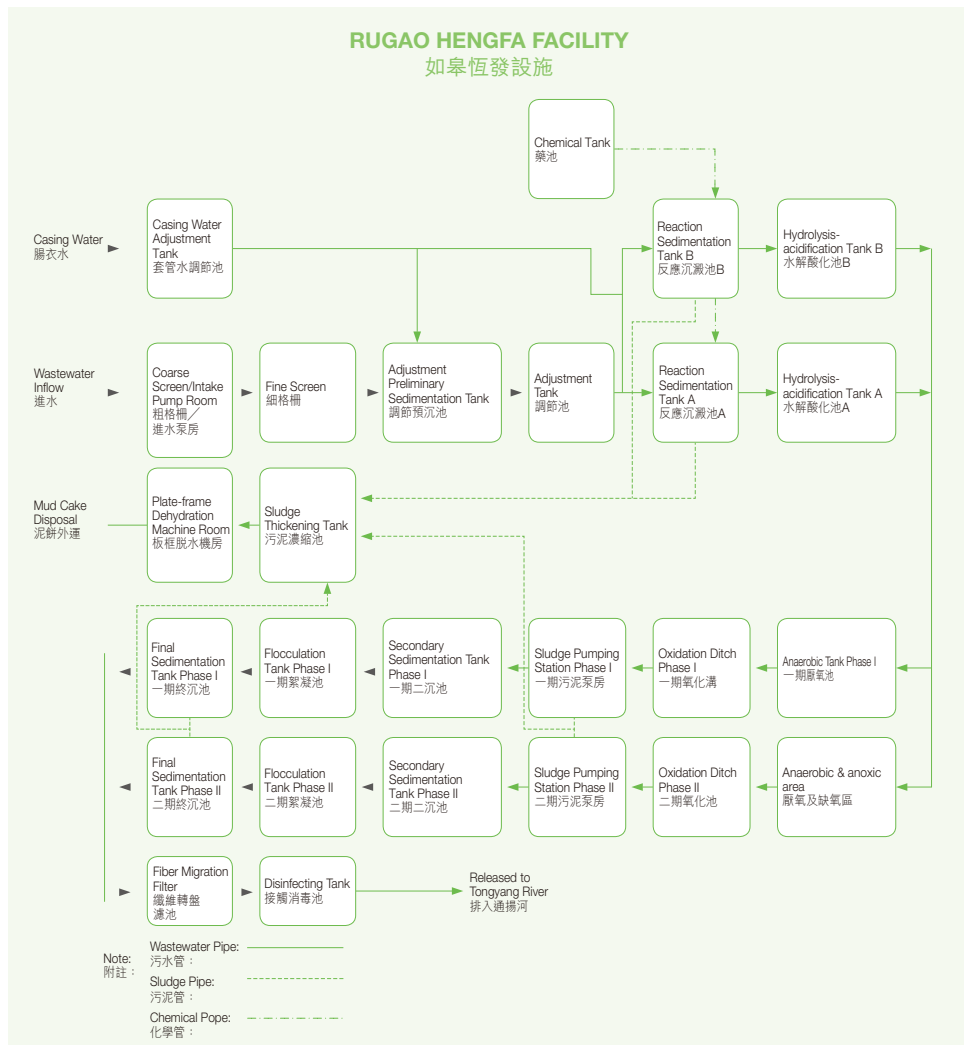 RUGAO HENGFA FACILITY
如皋恆發設施
Chemical Tank
藥池
Casing Water
腸衣水
Casing Water
Adjustment
Tank
套管水調節池
Reaction
Sedimentation
Tank B
反應沉澱池B
Hydrolysis-
acidification Tank B
水解酸化池B
Wastewater
Inflow
進水
Coarse
Screen/Intake
Pump Room
粗格柵／
進水泵房
Fine Screen
細格柵
Adjustment
Preliminary
Sedimentation Tank
調節預沉池
Adjustment
Tank
調節池
Reaction
Sedimentation
Tank A
反應沉澱池A
Hydrolysis-
acidification Tank A
水解酸化池A
Mud Cake
Disposal
泥餅外運
Plate-frame
Dehydration
Machine Room
板框脱水機房
Sludge
Thickening Tank
污泥濃縮池
Final
Sedimentation
Tank Phase I
一期終沉池
Flocculation
Tank Phase I
一期絮凝池
Secondary
Sedimentation Tank
Phase I
一期二沉池
Sludge Pumping
Station Phase I
一期污泥泵房
Oxidation Ditch
Phase I
一期氧化溝
Anaerobic Tank Phase I
一期厭氧池
Final
Sedimentation
Tank Phase II
二期終沉池
Flocculation
Tank Phase II
二期絮凝池
Secondary
Sedimentation
Tank Phase II
二期二沉池
Sludge Pumping
Station Phase II
二期污泥泵房
Oxidation Ditch
Phase II
二期氧化池
Anaerobic & anoxic
area
厭氧及缺氧區
Fiber Migration
Filter
纖維轉盤
濾池
Disinfecting Tank
接觸消毒池
Released to
Tongyang River
排入通揚河
Note:
附註：
Wastewater Pipe:
污水管：
Sludge Pipe:
污泥管：
Chemical Pope:
化學管：